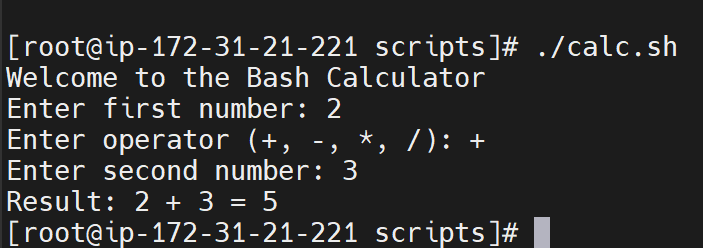 [root@ip-172-31-21-221 scripts]# ./calc.sh
Welcome to the Bash Calculator
Enter first number: 2
Enter operator (+, -, *, /): +
Enter second number: 3
Result: 2 + 3 = 5
[root@ip-172-31-21-221 scripts]#